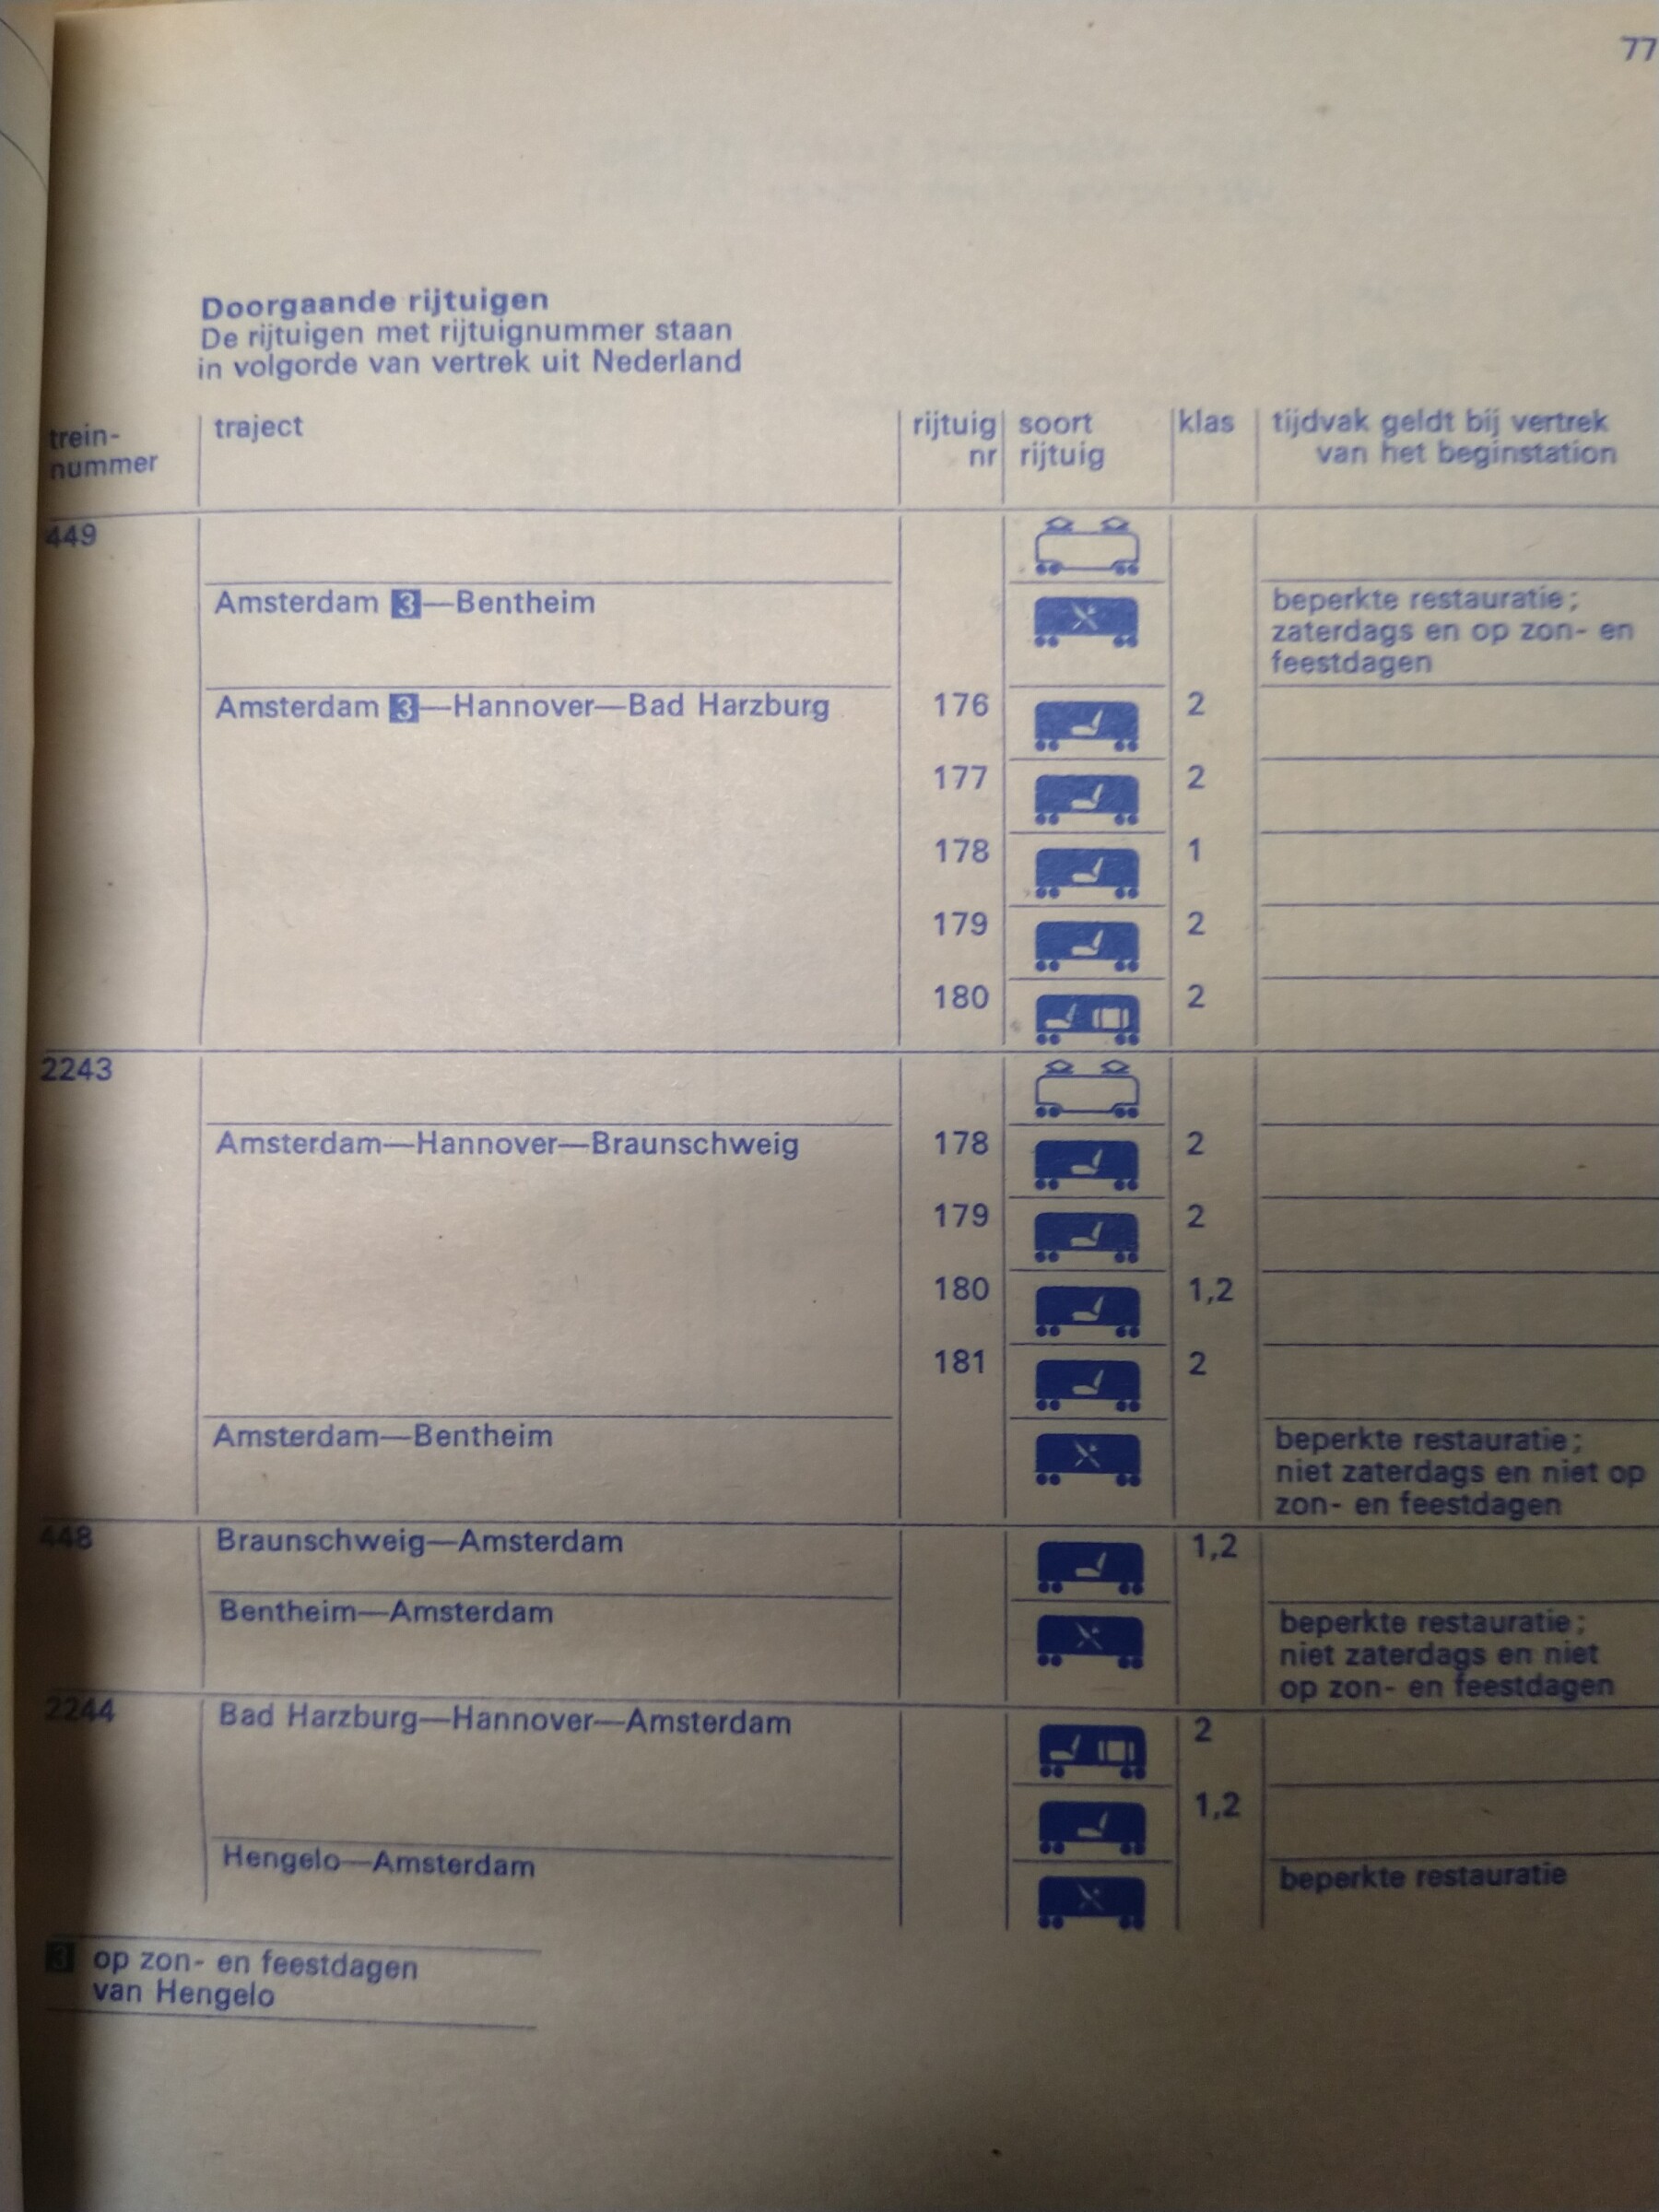 77
Doorgaande rijtuigen
De rijtuigen met rijtuignummer staan
in volgorde van vertrek uit Nederland
trein-
nummer
traject
rijtuig
nr
soort
rijtuig
klas
tijdvak geldt bij vertrek
van het beginstation
449
Amsterdam 3—Bentheim
beperkte restauratie;
zaterdags en op zon- en
feestdagen
Amsterdam 3—Hannover—Bad Harzburg 176 2
177 2
178 1
179 2
180 2
2243
Amsterdam—Hannover—Braunschweig 178 2
179 2
180 1,2
181 2
Amsterdam—Bentheim
beperkte restauratie;
niet zaterdags en niet op
zon- en feestdagen
448 Braunschweig—Amsterdam 1,2
Bentheim—Amsterdam
beperkte restauratie;
niet zaterdags en niet
op zon- en feestdagen
2244 Bad Harzburg—Hannover—Amsterdam 2
1,2
Hengelo—Amsterdam beperkte restauratie
3 op zon- en feestdagen
van Hengelo